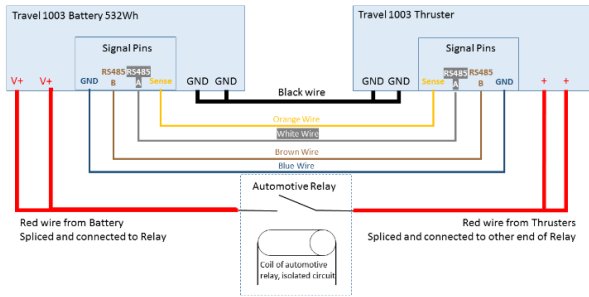 Travel 1003 Battery 532Wh
Travel 1003 Thruster
Signal Pins
Signal Pins
V+ V+ GND RS485 B RS485 A Sense GND GND
GND GND Sense RS485 A RS485 B GND + +
Black wire
Orange Wire
White Wire
Brown Wire
Blue Wire
Automotive Relay
Red wire from Battery
Spliced and connected to Relay
Red wire from Thrusters
Spliced and connected to other end of Relay
Coil of automotive
relay, isolated circuit